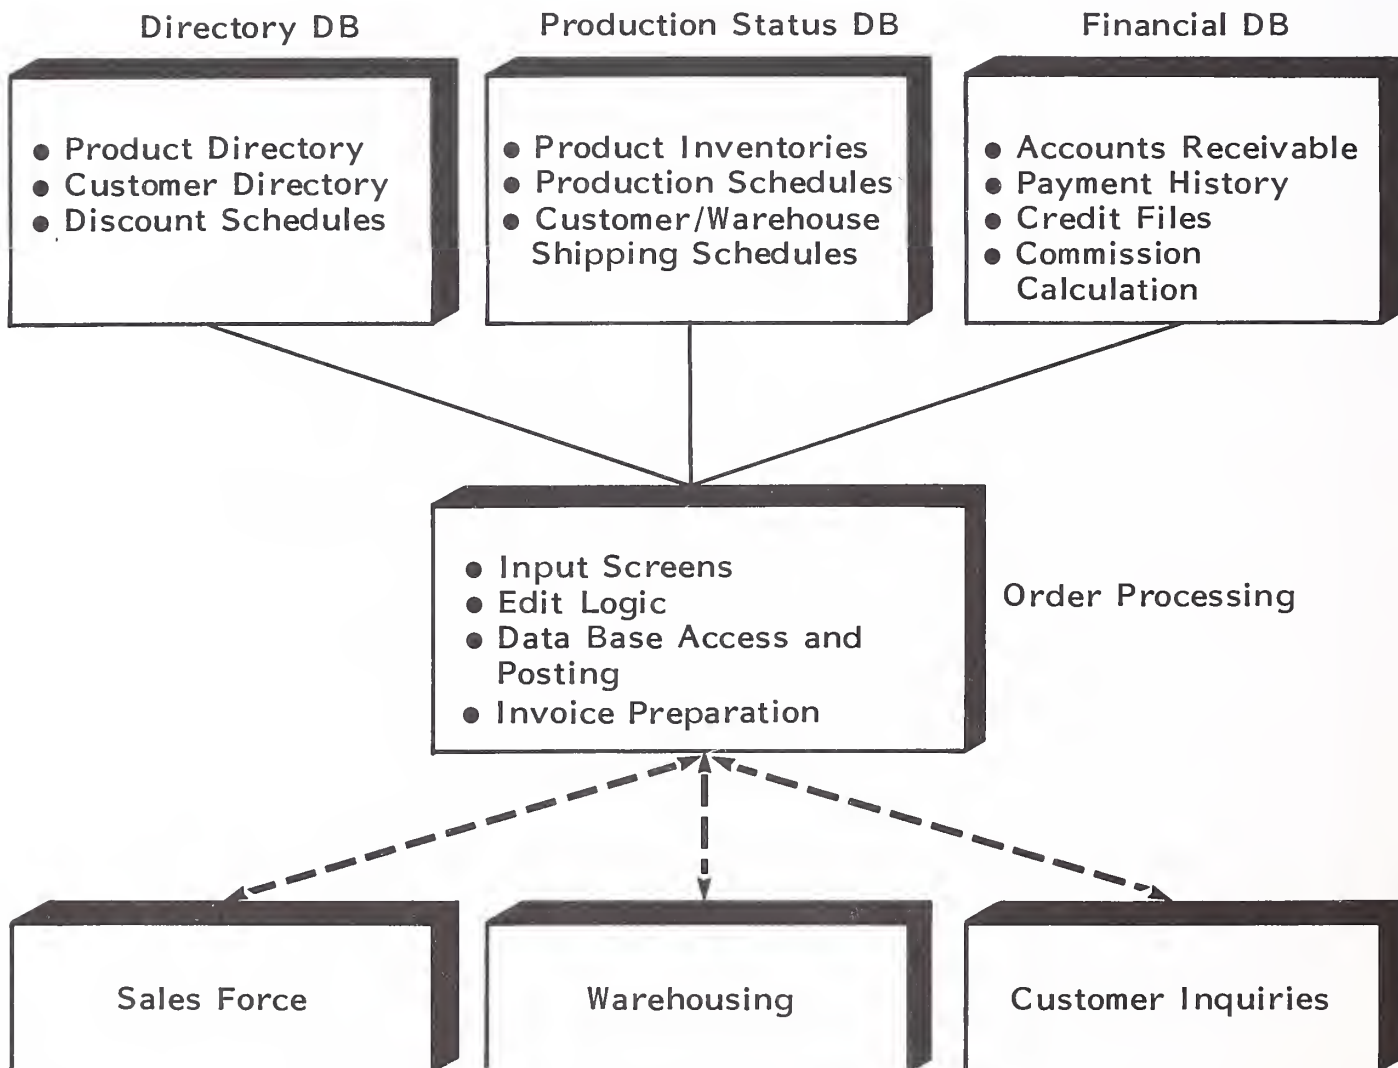 Directory DB
Production Status DB
Financial DB
● Product Directory
● Customer Directory
● Discount Schedules
● Product Inventories
● Production Schedules
● Customer/Warehouse
Shipping Schedules
● Accounts Receivable
● Payment History
● Credit Files
● Commission
Calculation
● Input Screens
● Edit Logic
● Data Base Access and
Posting
● Invoice Preparation
Order Processing
Sales Force
Warehousing
Customer Inquiries